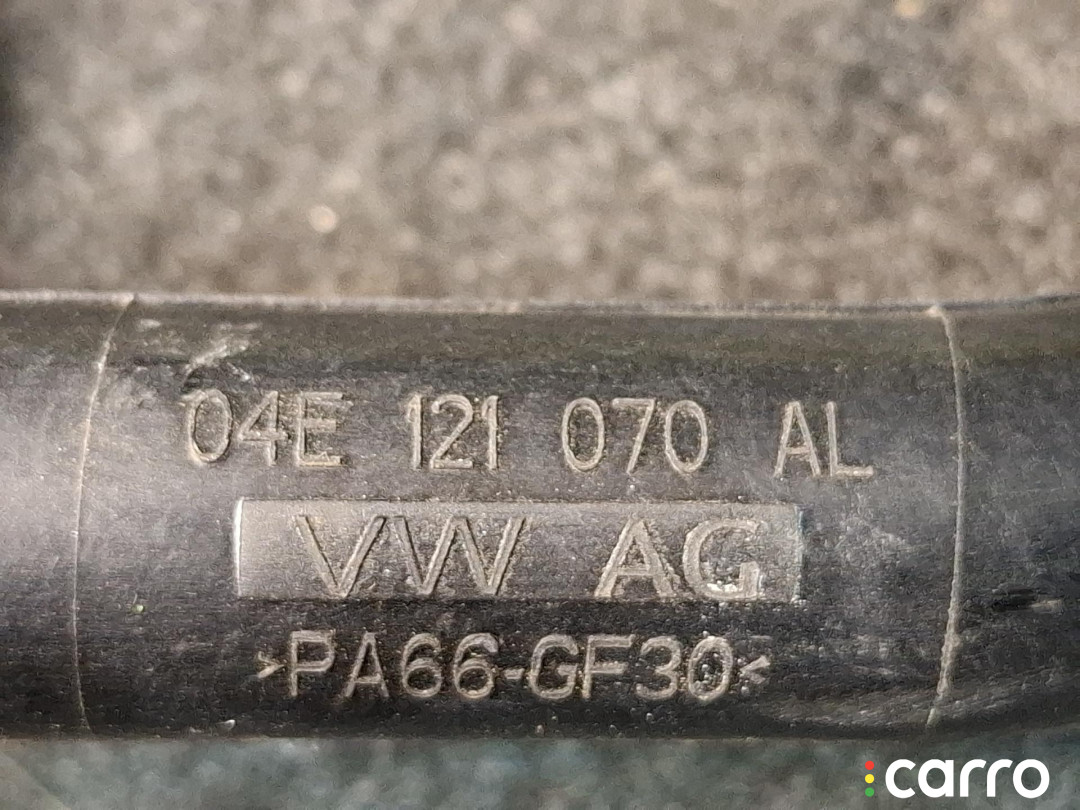 04E 121 070 AL
VW AG
>PA66-GF30<
carro